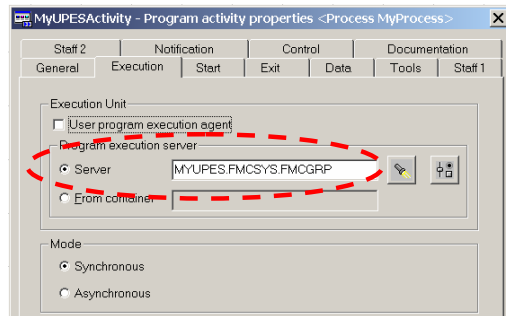 MyUPESActivity - Program activity properties <Process MyProcess>
Staff 2 Notification Control Documentation
General Execution Start Exit Data Tools Staff 1
Execution Unit
User program execution agent
Program execution server
Server MYUPES.FMCSYS.FMCGRP
From container
Mode
Synchronous
Asynchronous